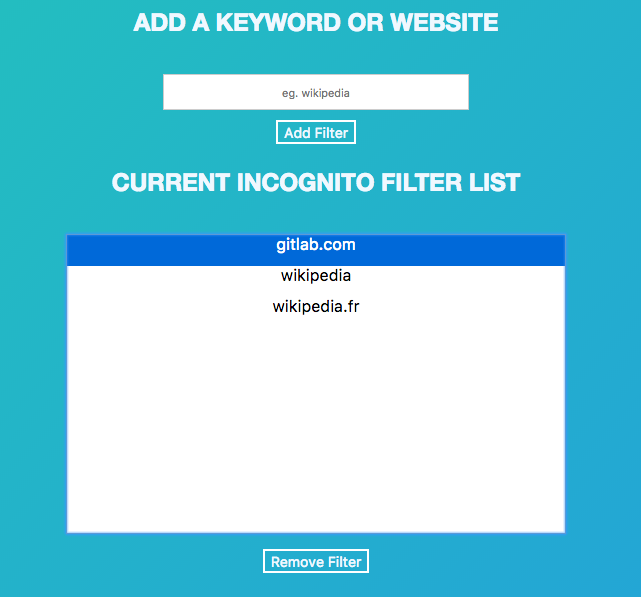 ADD A KEYWORD OR WEBSITE
eg. wikipedia
Add Filter
CURRENT INCOGNITO FILTER LIST
gitlab.com
wikipedia
wikipedia.fr
Remove Filter